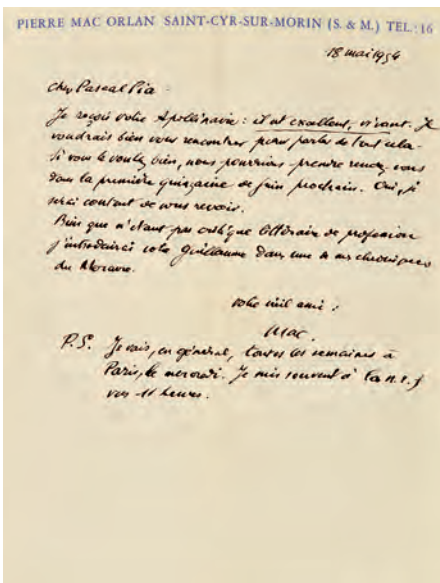 PIERRE MAC ORLAN SAINT-CYR-SUR-MORIN (S. & M.) TEL : 16
18 mai 1954
Cher Pascal Pia
Je reçois votre Apollinaire : il est excellent, vivant. Je
voudrais bien vous rencontrer pour parler de tout cela.
Si vous le voulez bien, nous pourrions prendre rendez-vous
dans la première quinzaine de juin prochain. Oui, je
serai content de vous revoir.
Bien que n'étant pas critique littéraire de profession
j'introduirai votre Guillaume dans une de mes chroniques
du
votre vieil ami :
Mac.
P.S. Je vais, en général, toutes les semaines à
Paris, le mercredi. Je suis souvent à la n.r.f
vers 11 heures.